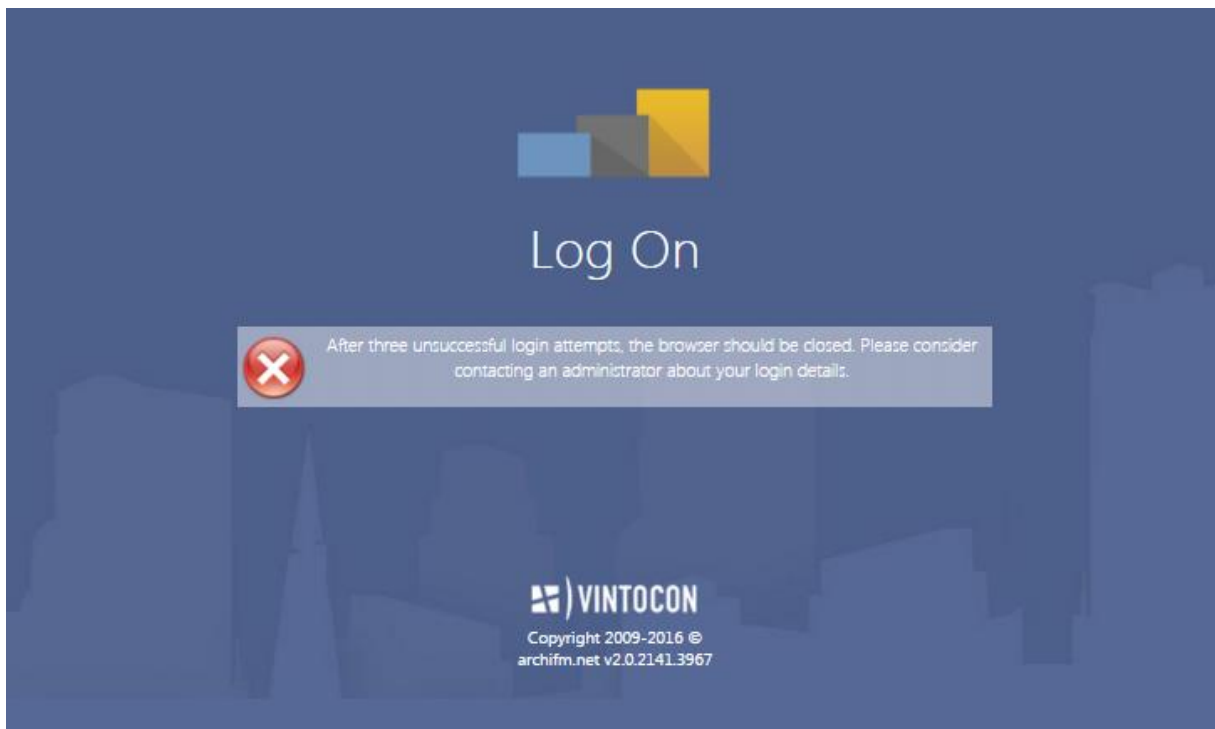 Log On
After three unsuccessful login attempts, the browser should be closed. Please consider
contacting an administrator about your login details.
VINTOCON
Copyright 2009-2016 ©
archifm.net v2.0.2141.3967